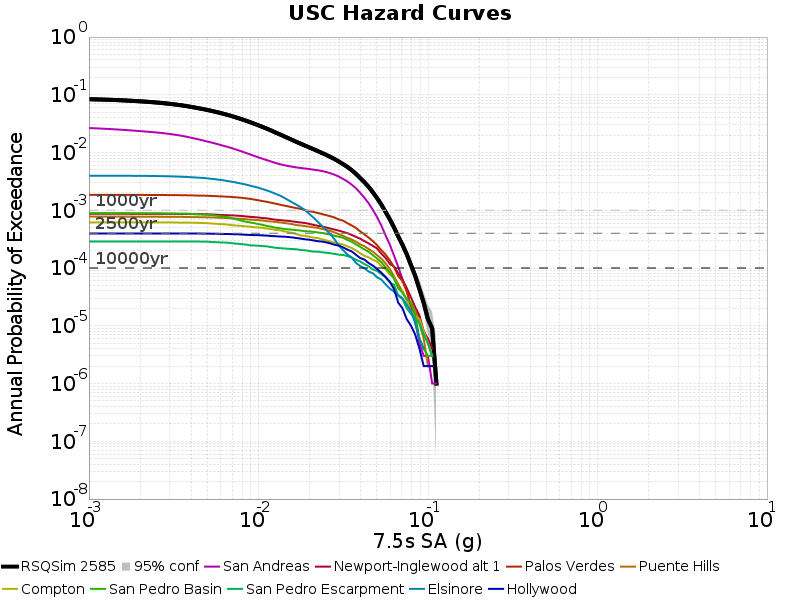 USC Hazard Curves
Annual Probability of Exceedance
10^0
10^-1
10^-2
10^-3
10^-4
10^-5
10^-6
10^-7
10^-8
1000yr
2500yr
10000yr
10^-3 10^-2 10^-1 10^0 10^1
7.5s SA (g)
RSQSim 2585 95% conf San Andreas Newport-Inglewood alt 1 Palos Verdes Puente Hills
Compton San Pedro Basin San Pedro Escarpment Elsinore Hollywood